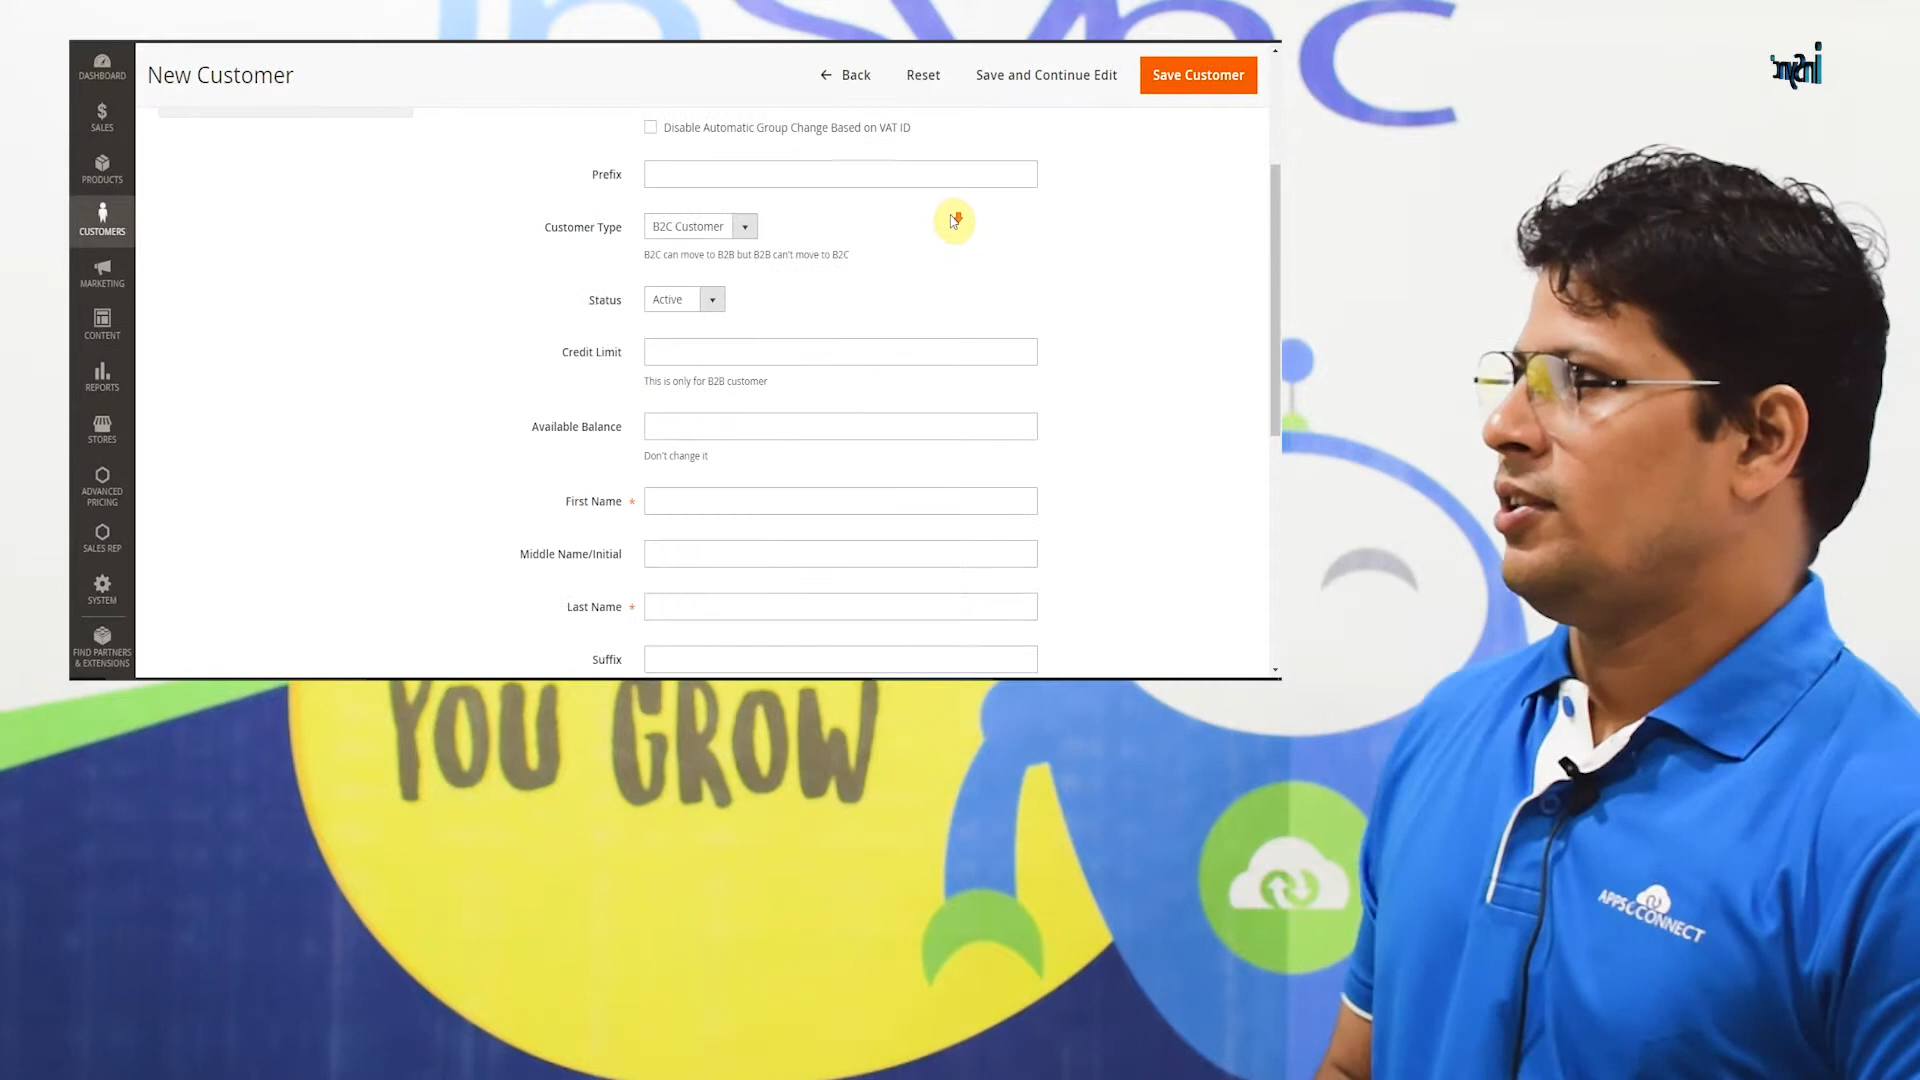 New Customer
Back
Reset
Save and Continue Edit
Save Customer
DASHBOARD
SALES
PRODUCTS
CUSTOMERS
MARKETING
CONTENT
REPORTS
STORES
ADVANCED
PRICING
SALES REP
SYSTEM
FIND PARTNERS
& EXTENSIONS
Disable Automatic Group Change Based on VAT ID
Prefix
Customer Type
B2C Customer
B2C can move to B2B but B2B can't move to B2C
Status
Active
Credit Limit
This is only for B2B customer
Available Balance
Don't change it
First Name *
Middle Name/Initial
Last Name *
Suffix
YOU GROW
APPSeCONNECT